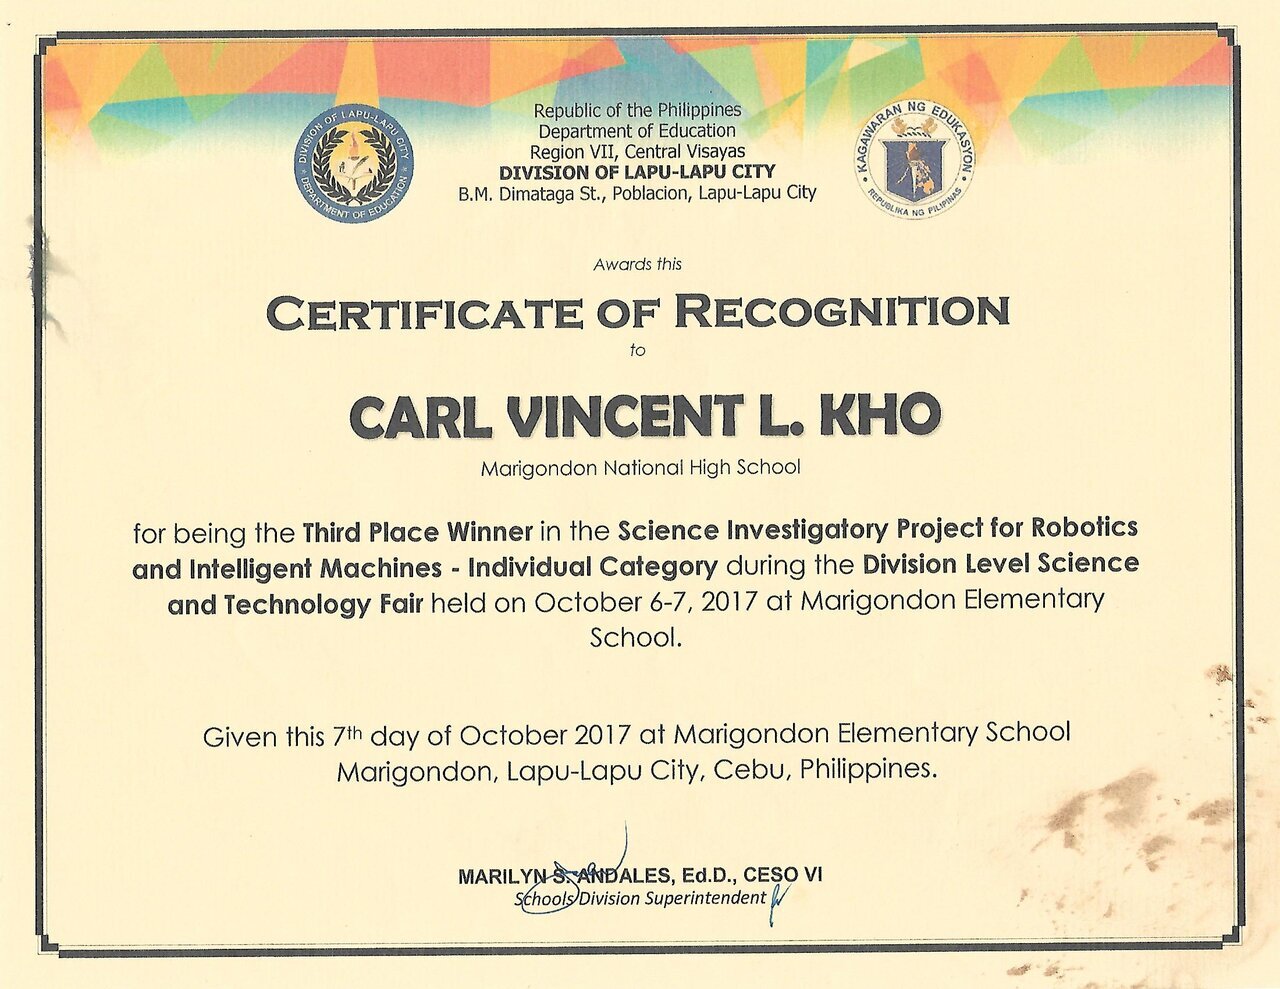 Republic of the Philippines
Department of Education
Region VII, Central Visayas
DIVISION OF LAPU-LAPU CITY
B.M. Dimataga St., Poblacion, Lapu-Lapu City
DIVISION OF LAPU-LAPU CITY
DEPARTMENT OF EDUCATION
KAGAWARAN NG EDUKASYON
REPUBLIKA NG PILIPINAS
Awards this
CERTIFICATE OF RECOGNITION
to
CARL VINCENT L. KHO
Marigondon National High School
for being the Third Place Winner in the Science Investigatory Project for Robotics
and Intelligent Machines - Individual Category during the Division Level Science
and Technology Fair held on October 6-7, 2017 at Marigondon Elementary
School.
Given this 7th day of October 2017 at Marigondon Elementary School
Marigondon, Lapu-Lapu City, Cebu, Philippines.
MARILYN S. ANDALES, Ed.D., CESO VI
Schools Division Superintendent